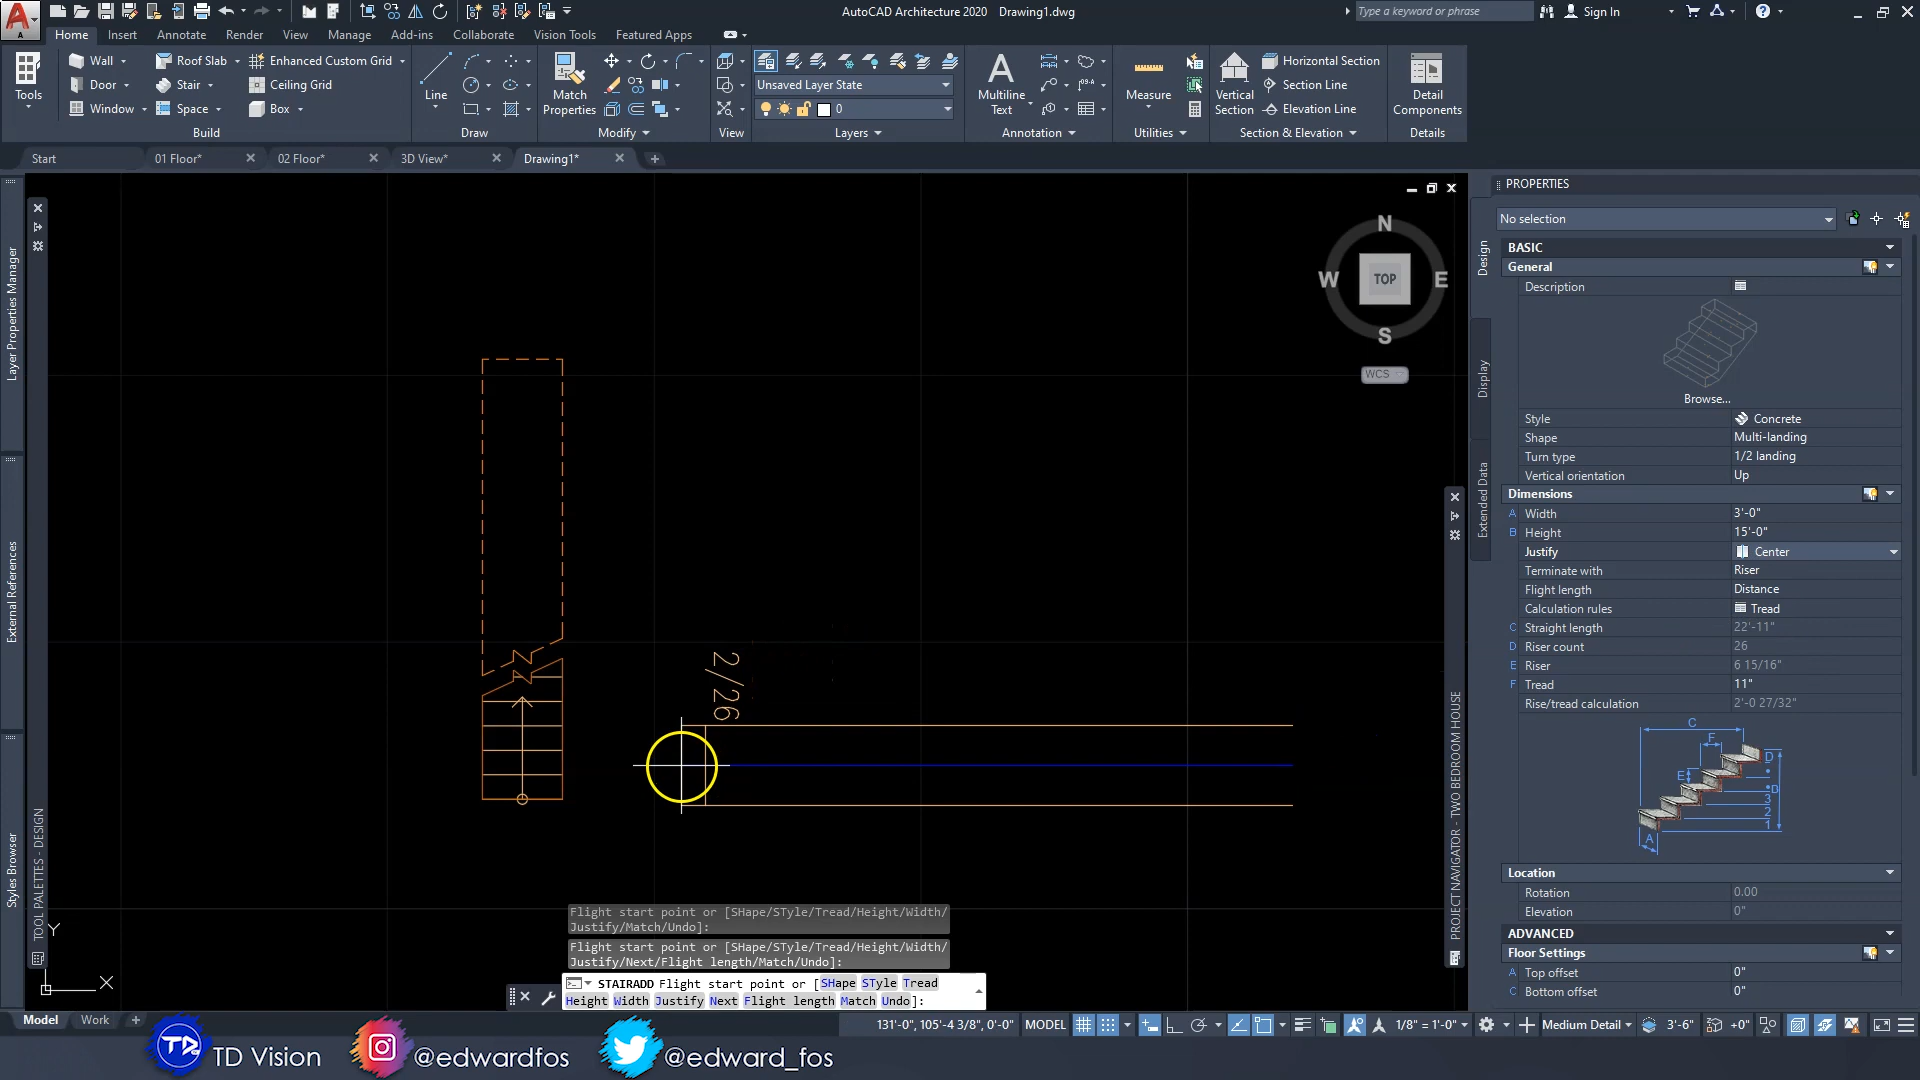 AutoCAD Architecture 2020 Drawing1.dwg
Type a keyword or phrase
Sign In
Home Insert Annotate Render View Manage Add-ins Collaborate Vision Tools Featured Apps
Tools
Wall
Door
Window
Roof Slab
Stair
Space
Enhanced Custom Grid
Ceiling Grid
Box
Build
Line
Draw
Match
Properties
Modify
View
Unsaved Layer State
0
Layers
Multiline
Text
Annotation
Measure
Utilities
Vertical
Section
Horizontal Section
Section Line
Elevation Line
Section & Elevation
Detail
Components
Details
Start 01 Floor* 02 Floor* 3D View* Drawing1*
Layer Properties Manager
External References
Styles Browser
TOOL PALETTES - DESIGN
N
W TOP E
S
WCS
2/26
Y
X
PROJECT NAVIGATOR - TWO BEDROOM HOUSE
Flight start point or [SHape/STyle/Tread/Height/Width/
Justify/Match/Undo]:
Flight start point or [SHape/STyle/Tread/Height/Width/
Justify/Next/Flight length/Match/Undo]:
STAIRADD Flight start point or [SHape STyle Tread
Height Width Justify Next Flight length Match Undo]:
PROPERTIES
No selection
Design
Display
Extended Data
BASIC
General
Description
Browse...
Style Concrete
Shape Multi-landing
Turn type 1/2 landing
Vertical orientation Up
Dimensions
A Width 3'-0"
B Height 15'-0"
Justify Center
Terminate with Riser
Flight length Distance
Calculation rules Tread
C Straight length 22'-11"
D Riser count 26
E Riser 6 15/16"
F Tread 11"
Rise/tread calculation 2'-0 27/32"
C
F
D
E
D
3
2
1
A
Location
Rotation 0.00
Elevation 0"
ADVANCED
Floor Settings
A Top offset 0"
C Bottom offset 0"
Model Work
131'-0", 105'-4 3/8", 0'-0" MODEL 1/8" = 1'-0" Medium Detail 3'-6" +0"
TD Vision @edwardfos @edward_fos